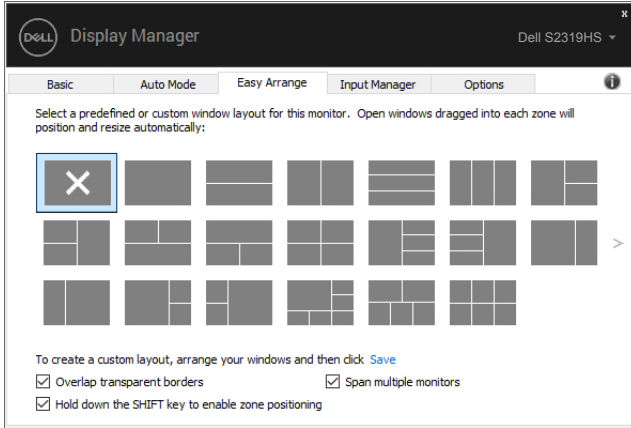 x
DELL Display Manager Dell S2319HS
Basic Auto Mode Easy Arrange Input Manager Options i
Select a predefined or custom window layout for this monitor. Open windows dragged into each zone will
position and resize automatically:
>
To create a custom layout, arrange your windows and then click Save
Overlap transparent borders Span multiple monitors
Hold down the SHIFT key to enable zone positioning